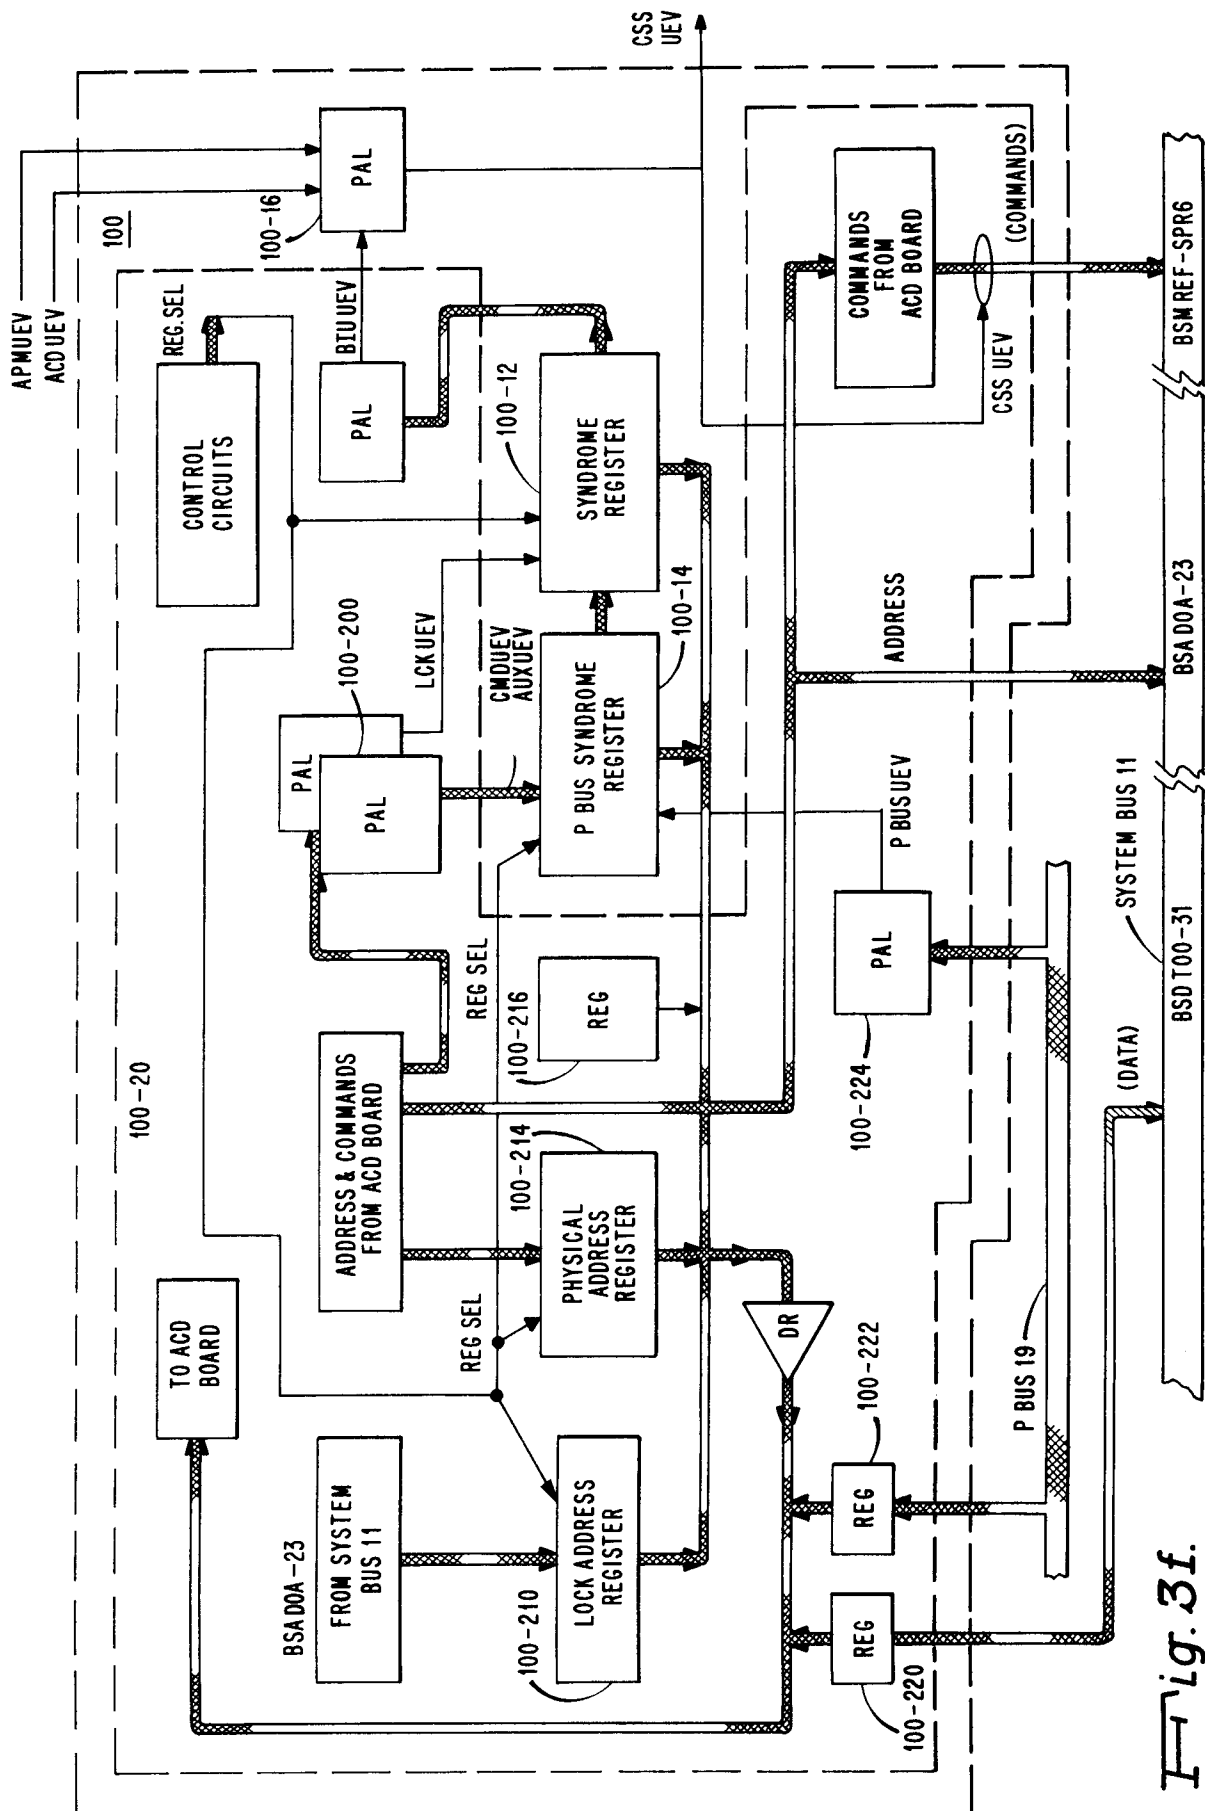 APMUEV
ACDUEV
100-20
100
CSS
UEV
TO ACD
BOARD
CONTROL
CIRCUITS
REG.SEL
100-16
PAL
BSAD0A-23
FROM SYSTEM
BUS 11
ADDRESS & COMMANDS
FROM ACD BOARD
PAL
PAL
100-200
LCKUEV
PAL
BIU UEV
REG SEL
REG SEL
CMDUEV
AUXUEV
100-210
LOCK ADDRESS
REGISTER
100-214
PHYSICAL
ADDRESS
REGISTER
100-216
REG
P BUS SYNDROME
REGISTER
100-14
100-12
SYNDROME
REGISTER
DR
COMMANDS
FROM
ACD BOARD
100-220
REG
100-222
REG
100-224
PAL
P BUS UEV
ADDRESS
CSS UEV
(COMMANDS)
P BUS 19
(DATA)
SYSTEM BUS 11
BSDT00-31
BSAD0A-23
BSMREF-SPR6
Fig. 3f.